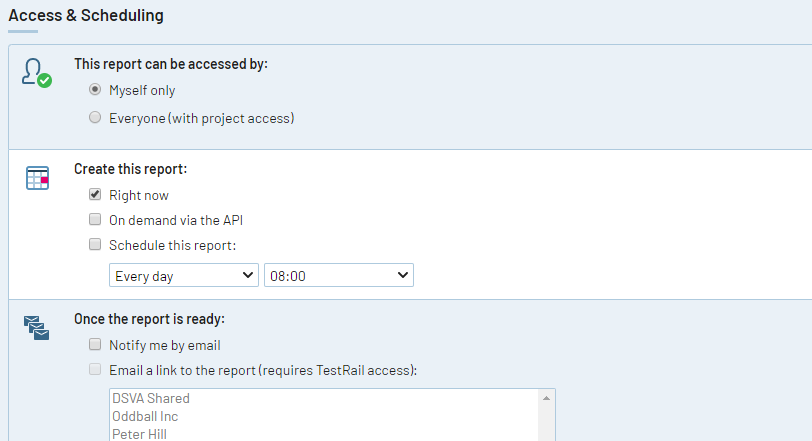 Access & Scheduling
This report can be accessed by:
Myself only
Everyone (with project access)
Create this report:
Right now
On demand via the API
Schedule this report:
Every day 08:00
Once the report is ready:
Notify me by email
Email a link to the report (requires TestRail access):
DSVA Shared
Oddball Inc
Peter Hill